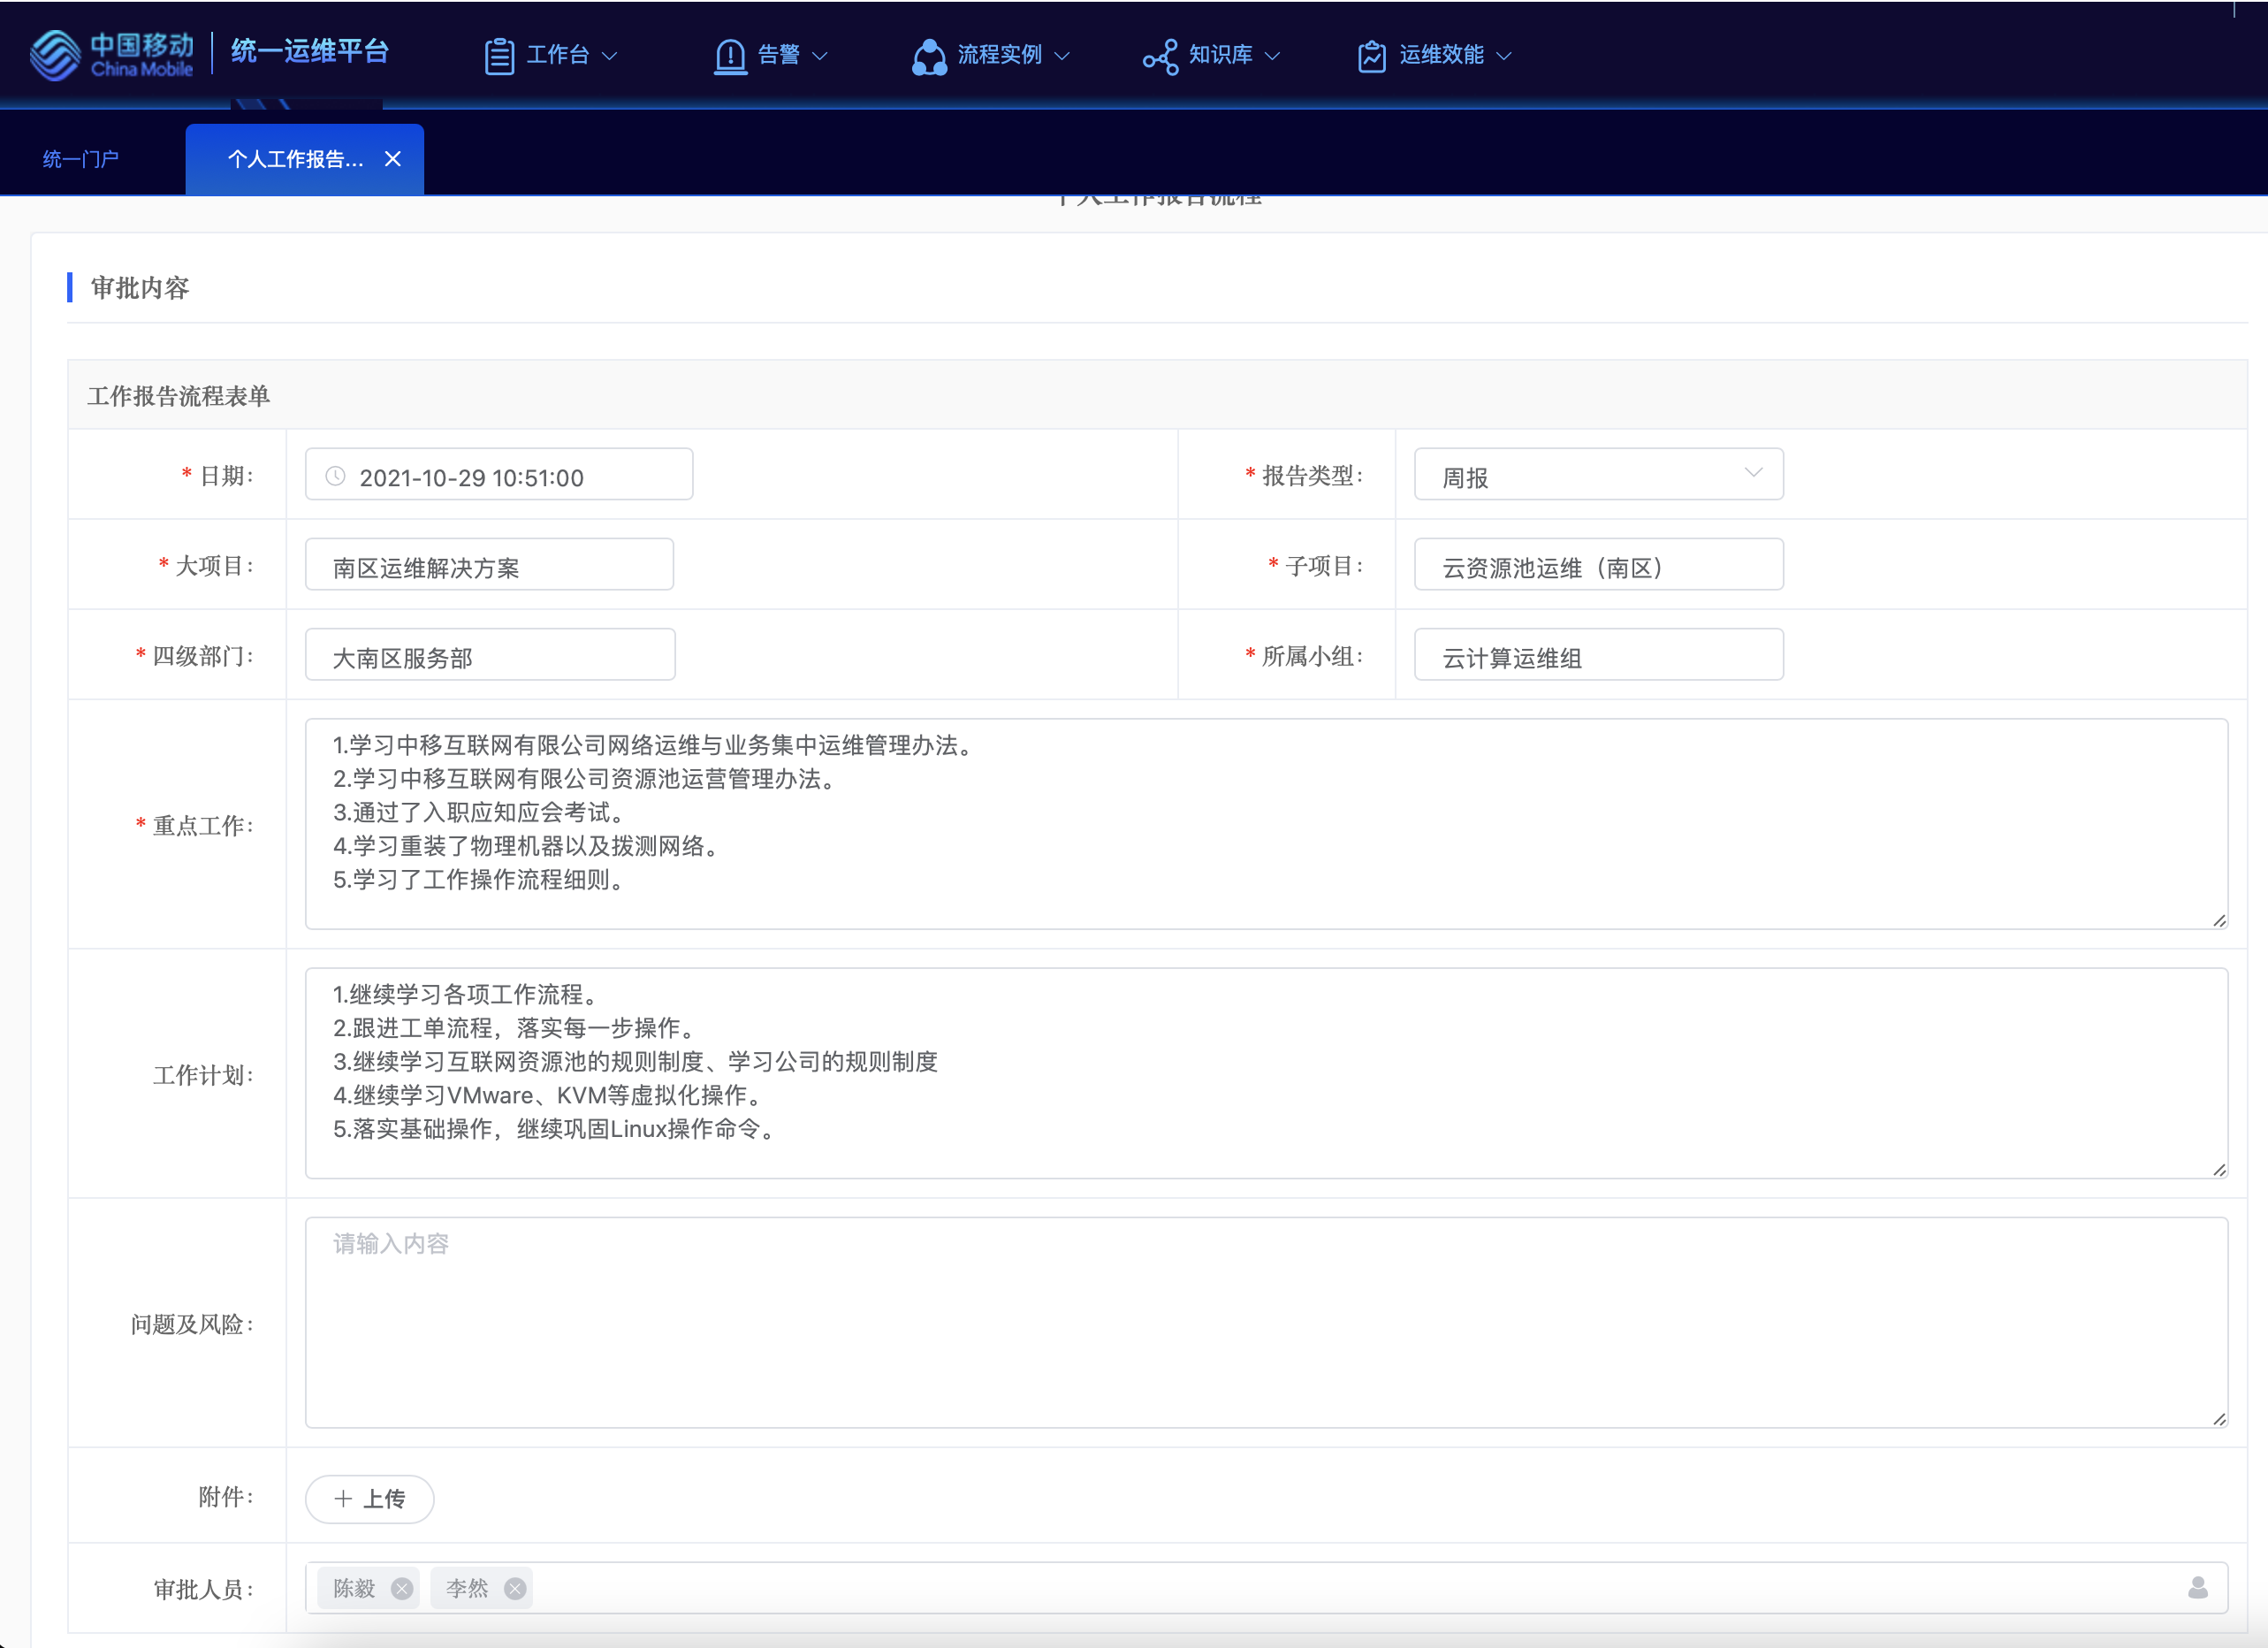 中国移动
China Mobile
统一运维平台
工作台
告警
流程实例
知识库
运维效能
统一门户
个人工作报告...
个人工作报告流程
审批内容
工作报告流程表单
* 日期：
2021-10-29 10:51:00
* 报告类型：
周报
* 大项目：
南区运维解决方案
* 子项目：
云资源池运维（南区）
* 四级部门：
大南区服务部
* 所属小组：
云计算运维组
* 重点工作：
1.学习中移互联网有限公司网络运维与业务集中运维管理办法。
2.学习中移互联网有限公司资源池运营管理办法。
3.通过了入职应知应会考试。
4.学习重装了物理机器以及拨测网络。
5.学习了工作操作流程细则。
工作计划：
1.继续学习各项工作流程。
2.跟进工单流程，落实每一步操作。
3.继续学习互联网资源池的规则制度、学习公司的规则制度
4.继续学习VMware、KVM等虚拟化操作。
5.落实基础操作，继续巩固Linux操作命令。
问题及风险：
请输入内容
附件：
上传
审批人员：
陈毅
李然